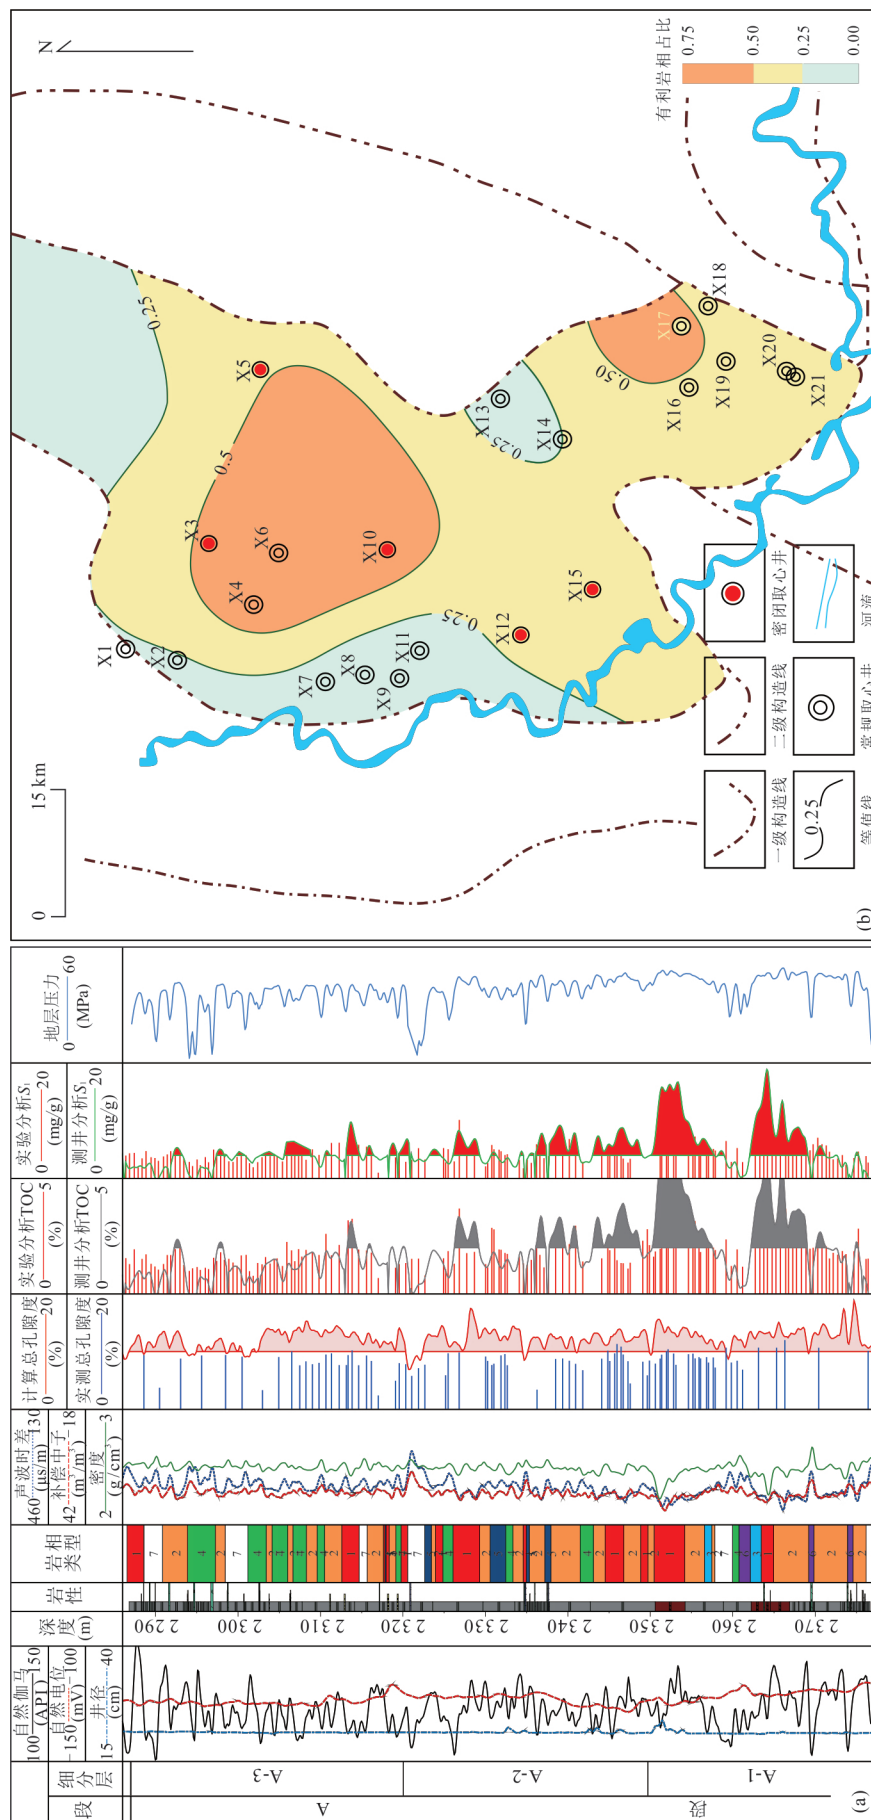 段
细分层
自然伽马
100 (API) 150
自然电位
-150 (mV) -100
井径
15 (cm) 40
深度
(m)
岩性
岩相类型
声波时差
460 (μs/m) 130
补偿中子
42 (m³/m³) -18
密度
2 (g/cm³) 3
计算总孔隙度
0 (%) 20
实测总孔隙度
0 (%) 20
实验分析TOC
0 (%) 5
测井分析TOC
0 (%) 5
实验分析S₁
0 (mg/g) 20
测井分析S₁
0 (mg/g) 20
地层压力
0 (MPa) 60
A
段
A-3
A-2
A-1
2 290
2 300
2 310
2 320
2 330
2 340
2 350
2 360
2 370
(a)
0 15 km
N
X1
X2
X3
X4
X5
X6
X7
X8
X9
X10
X11
X12
X13
X14
X15
X16
X17
X18
X19
X20
X21
0.25
0.5
0.25
0.25
0.50
有利岩相占比
0.75
0.50
0.25
0.00
一级构造线
二级构造线
密闭取心井
0.25
等值线
常规取心井
河流
(b)